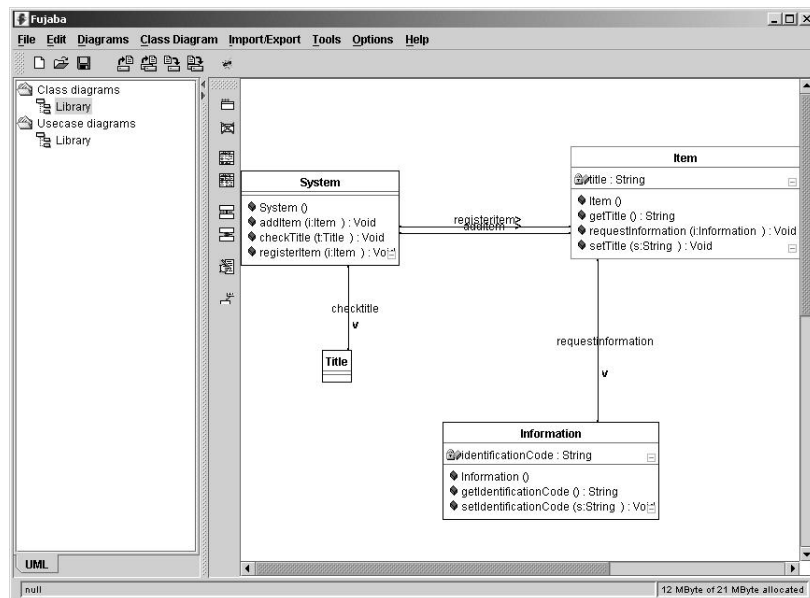 Fujaba
File Edit Diagrams Class Diagram Import/Export Tools Options Help
Class diagrams
Library
Usecase diagrams
Library
System
System ()
addItem (i:Item ) : Void
checkTitle (t:Title ) : Void
registerItem (i:Item ) : Voi
registerItem>
addItem >
Item
title : String
Item ()
getTitle () : String
requestInformation (i:Information ) : Void
setTitle (s:String ) : Void
checktitle
v
Title
requestInformation
v
Information
identificationCode : String
Information ()
getIdentificationCode () : String
setIdentificationCode (s:String ) : Voi
UML
null
12 MByte of 21 MByte allocated